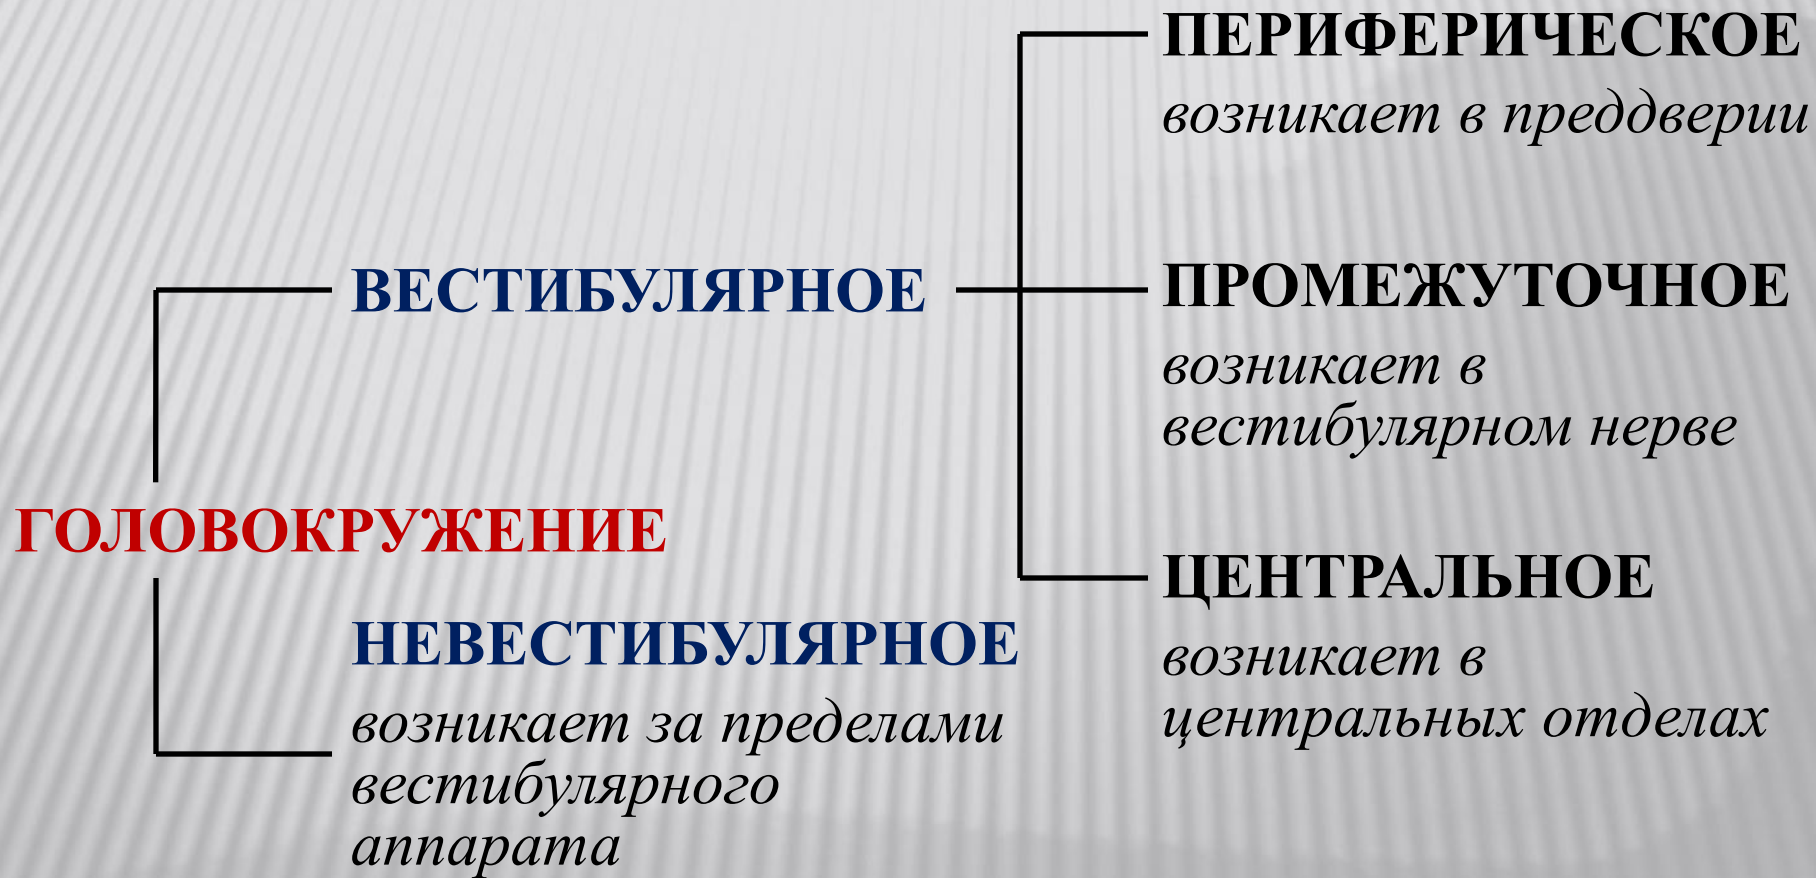 ГОЛОВОКРУЖЕНИЕ
ВЕСТИБУЛЯРНОЕ
ПЕРИФЕРИЧЕСКОЕ
возникает в преддверии
ПРОМЕЖУТОЧНОЕ
возникает в
вестибулярном нерве
ЦЕНТРАЛЬНОЕ
возникает в
центральных отделах
НЕВЕСТИБУЛЯРНОЕ
возникает за пределами
вестибулярного
аппарата